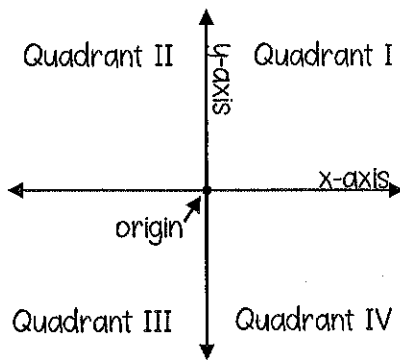 Quadrant II
Quadrant I
y-axis
x-axis
origin
Quadrant III
Quadrant IV